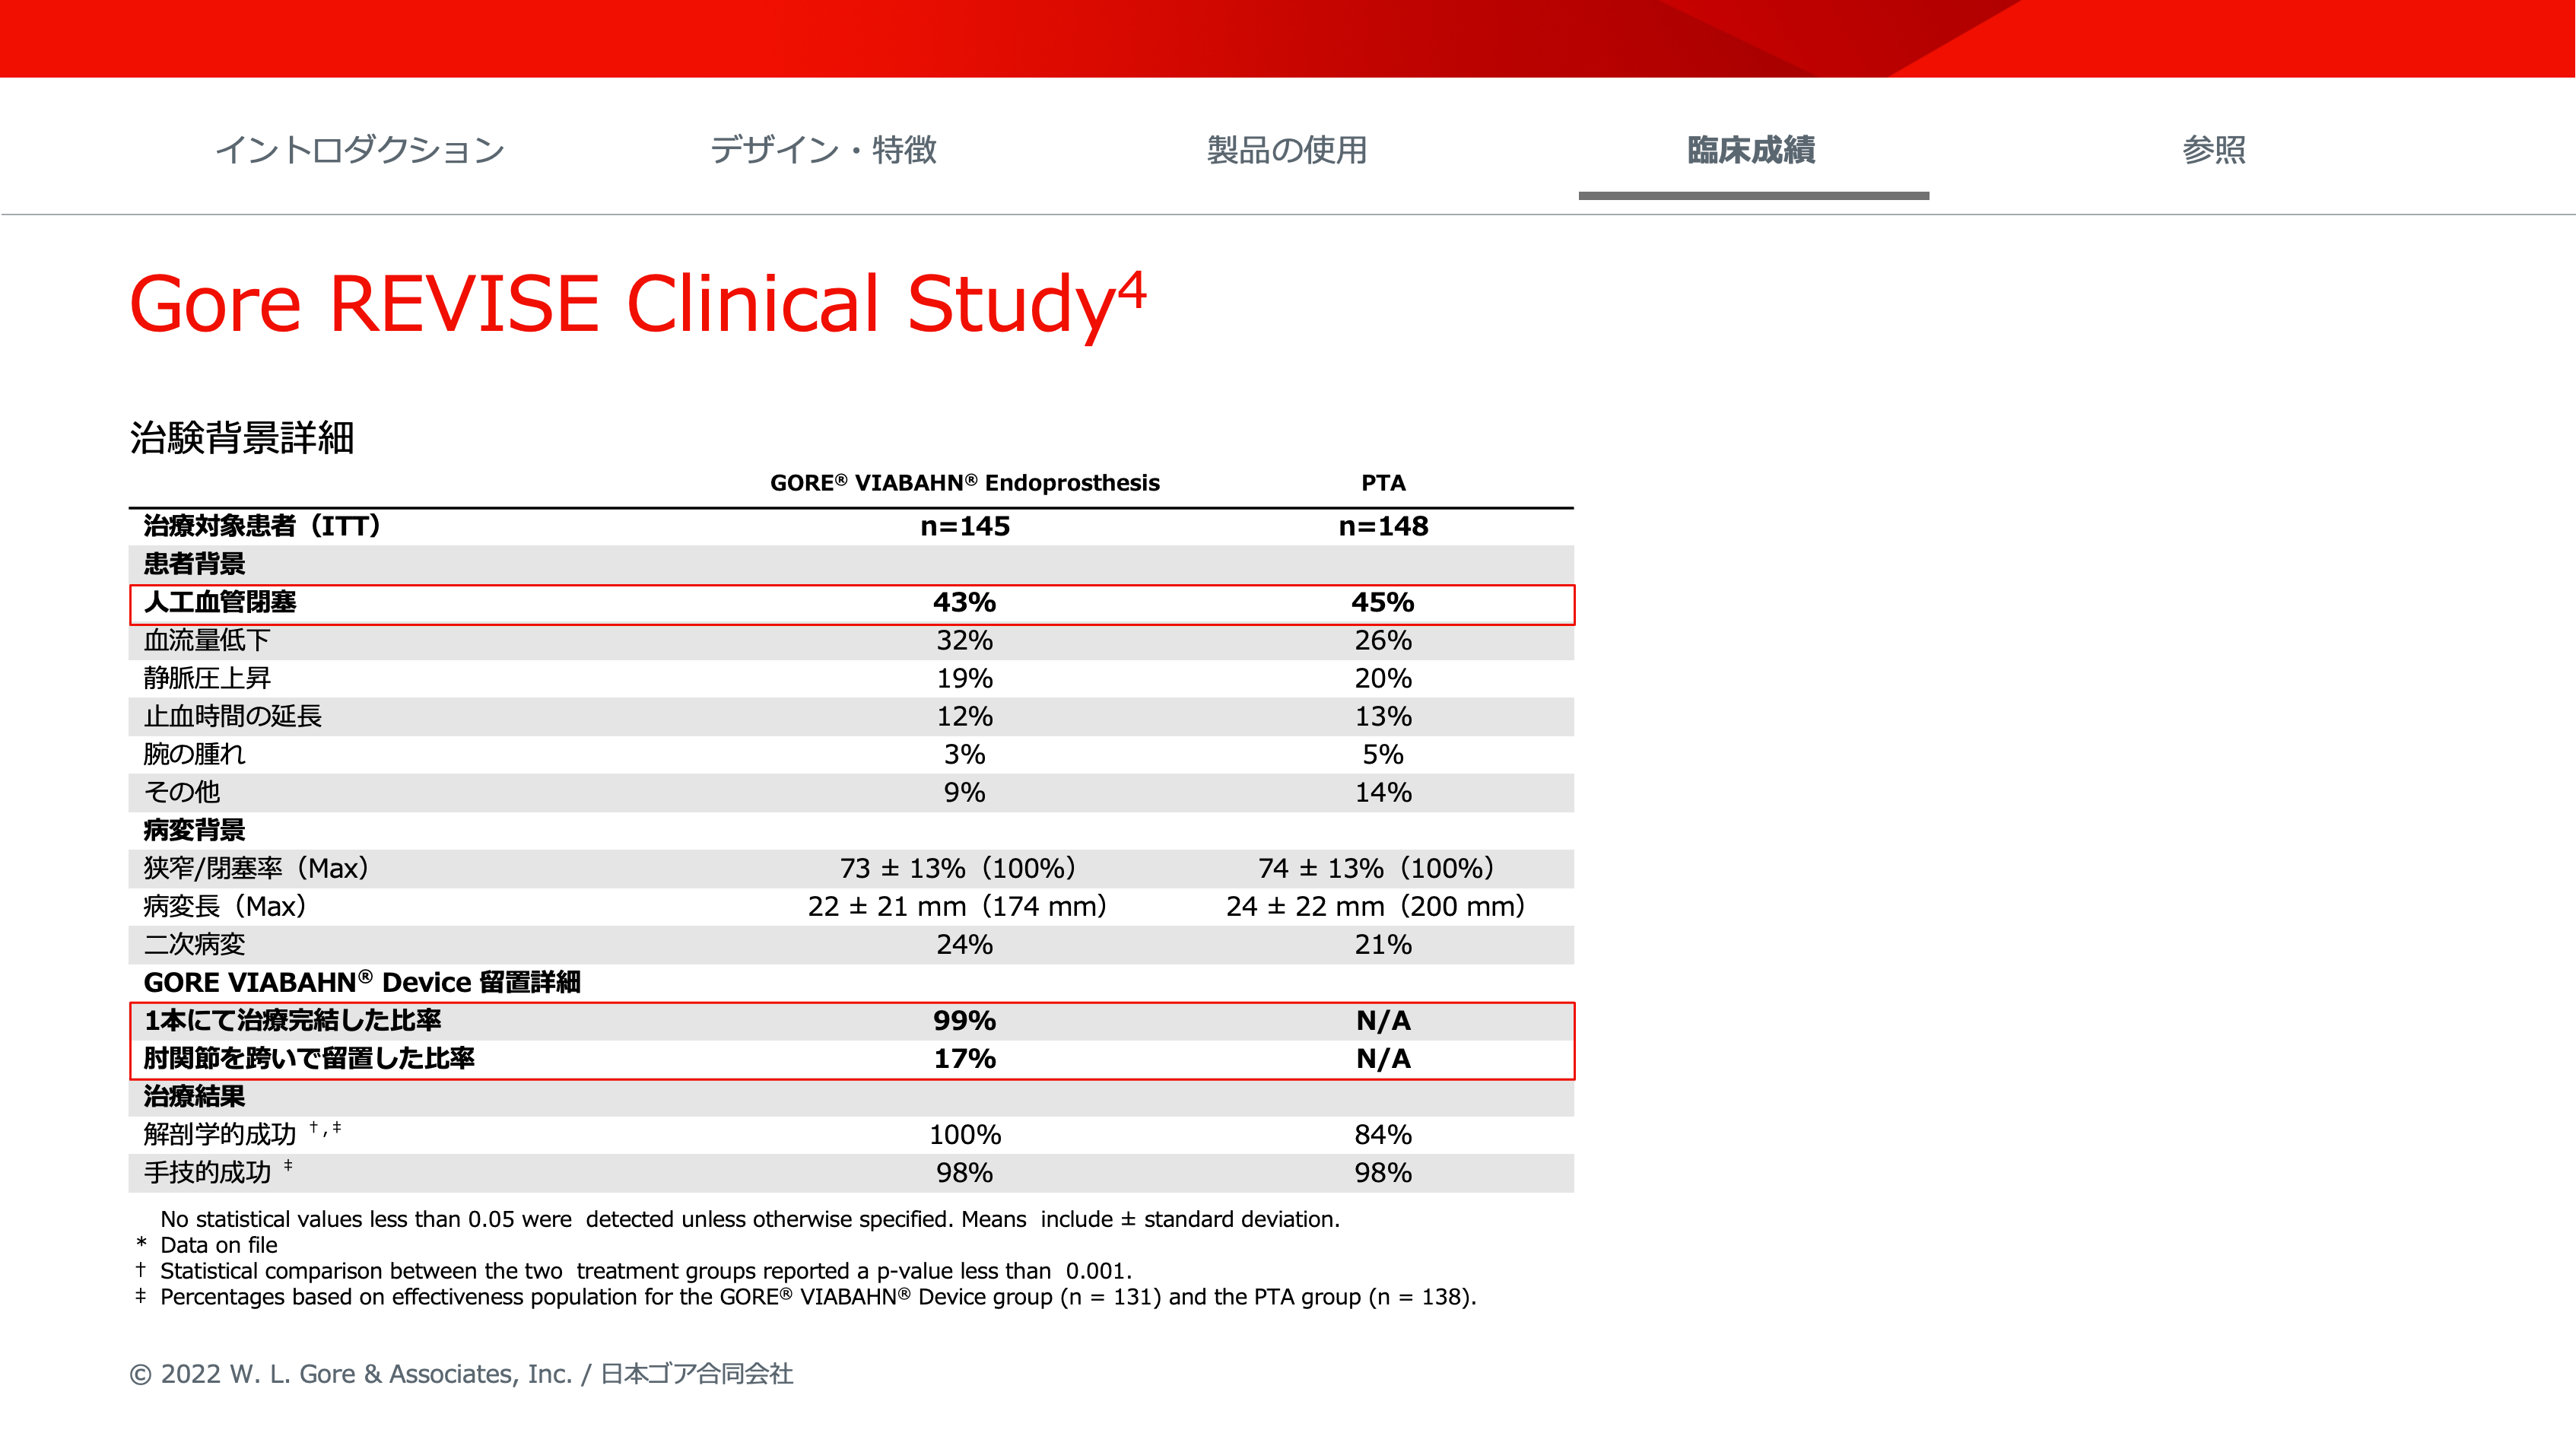 イントロダクション デザイン・特徴 製品の使用 臨床成績 参照
Gore REVISE Clinical Study⁴
治験背景詳細
GORE® VIABAHN® Endoprosthesis PTA
治療対象患者（ITT） n=145 n=148
患者背景
人工血管閉塞 43% 45%
血流量低下 32% 26%
静脈圧上昇 19% 20%
止血時間の延長 12% 13%
腕の腫れ 3% 5%
その他 9% 14%
病変背景
狭窄/閉塞率（Max） 73 ± 13%（100%） 74 ± 13%（100%）
病変長（Max） 22 ± 21 mm（174 mm） 24 ± 22 mm（200 mm）
二次病変 24% 21%
GORE VIABAHN® Device 留置詳細
1本にて治療完結した比率 99% N/A
肘関節を跨いで留置した比率 17% N/A
治療結果
解剖学的成功 †,‡ 100% 84%
手技的成功 ‡ 98% 98%
No statistical values less than 0.05 were detected unless otherwise specified. Means include ± standard deviation.
* Data on file
† Statistical comparison between the two treatment groups reported a p-value less than 0.001.
‡ Percentages based on effectiveness population for the GORE® VIABAHN® Device group (n = 131) and the PTA group (n = 138).
© 2022 W. L. Gore & Associates, Inc. / 日本ゴア合同会社